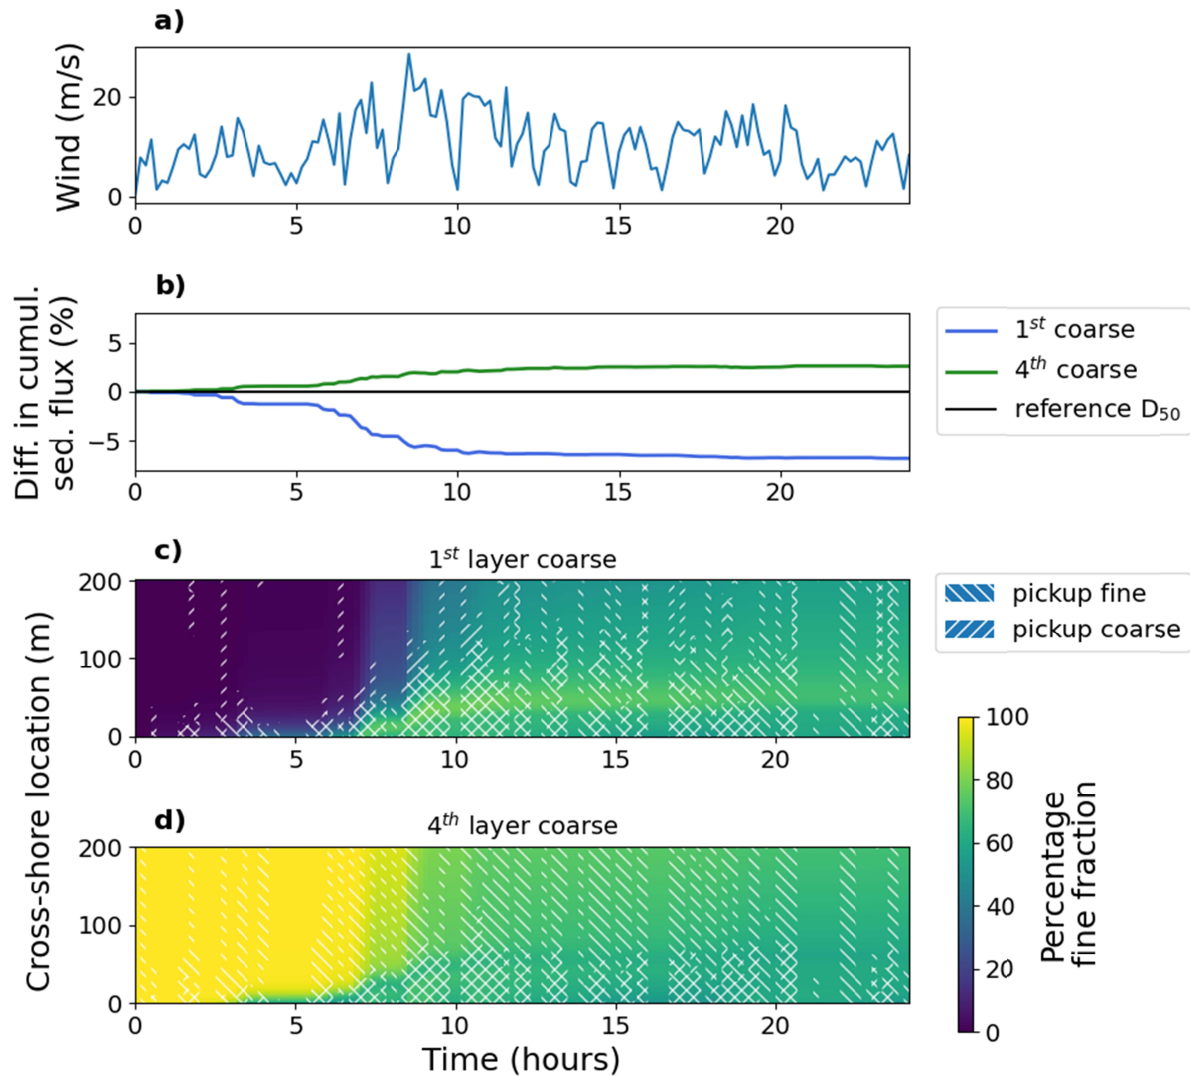 a)
Wind (m/s)
20
0
0 5 10 15 20
b)
Diff. in cumul.
sed. flux (%)
5
0
−5
0 5 10 15 20
1st coarse
4th coarse
reference D50
c)
1st layer coarse
200
100
0
0 5 10 15 20
pickup fine
pickup coarse
Cross-shore location (m)
d)
4th layer coarse
200
100
0
0 5 10 15 20
Time (hours)
100
80
60
40
20
0
Percentage
fine fraction